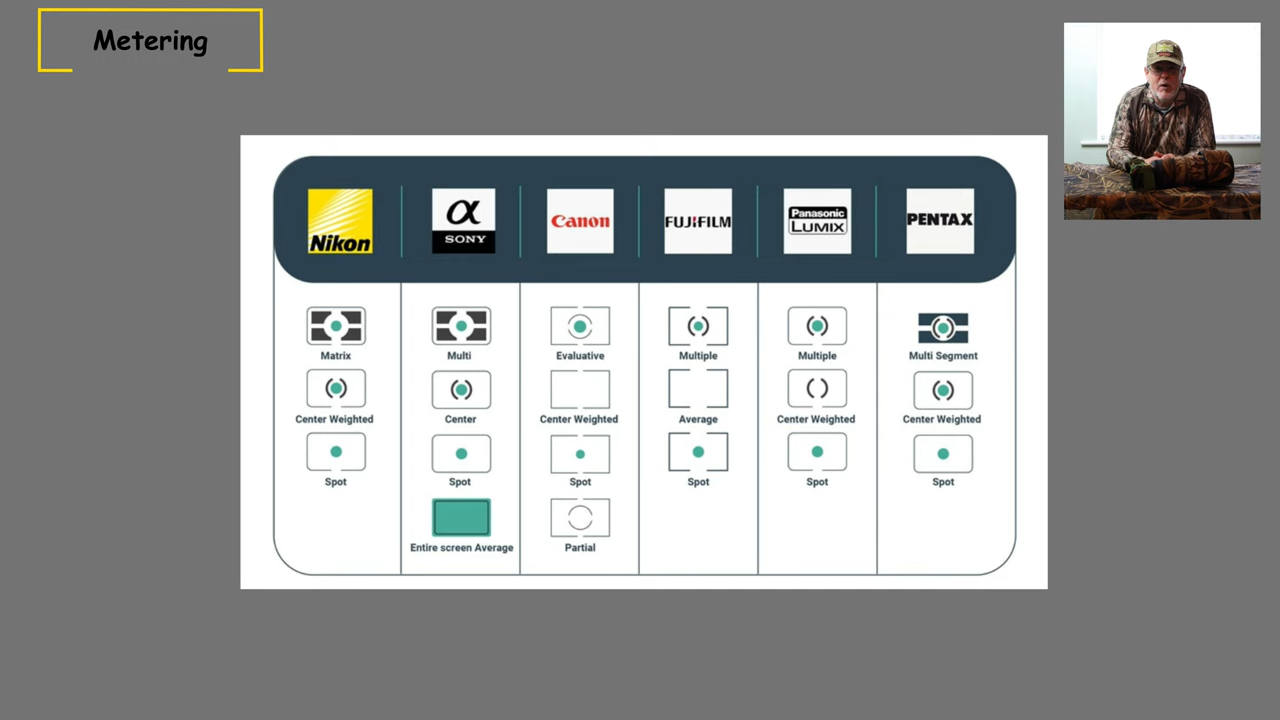 Metering
Nikon
α
SONY
Canon
FUJIFILM
Panasonic
LUMIX
PENTAX
Matrix
Multi
Evaluative
Multiple
Multiple
Multi Segment
Center Weighted
Center
Center Weighted
Average
Center Weighted
Center Weighted
Spot
Spot
Spot
Spot
Spot
Spot
Entire screen Average
Partial